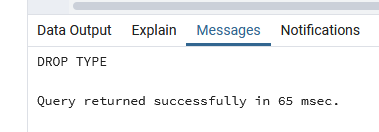 Data Output Explain Messages Notifications
DROP TYPE
Query returned successfully in 65 msec.